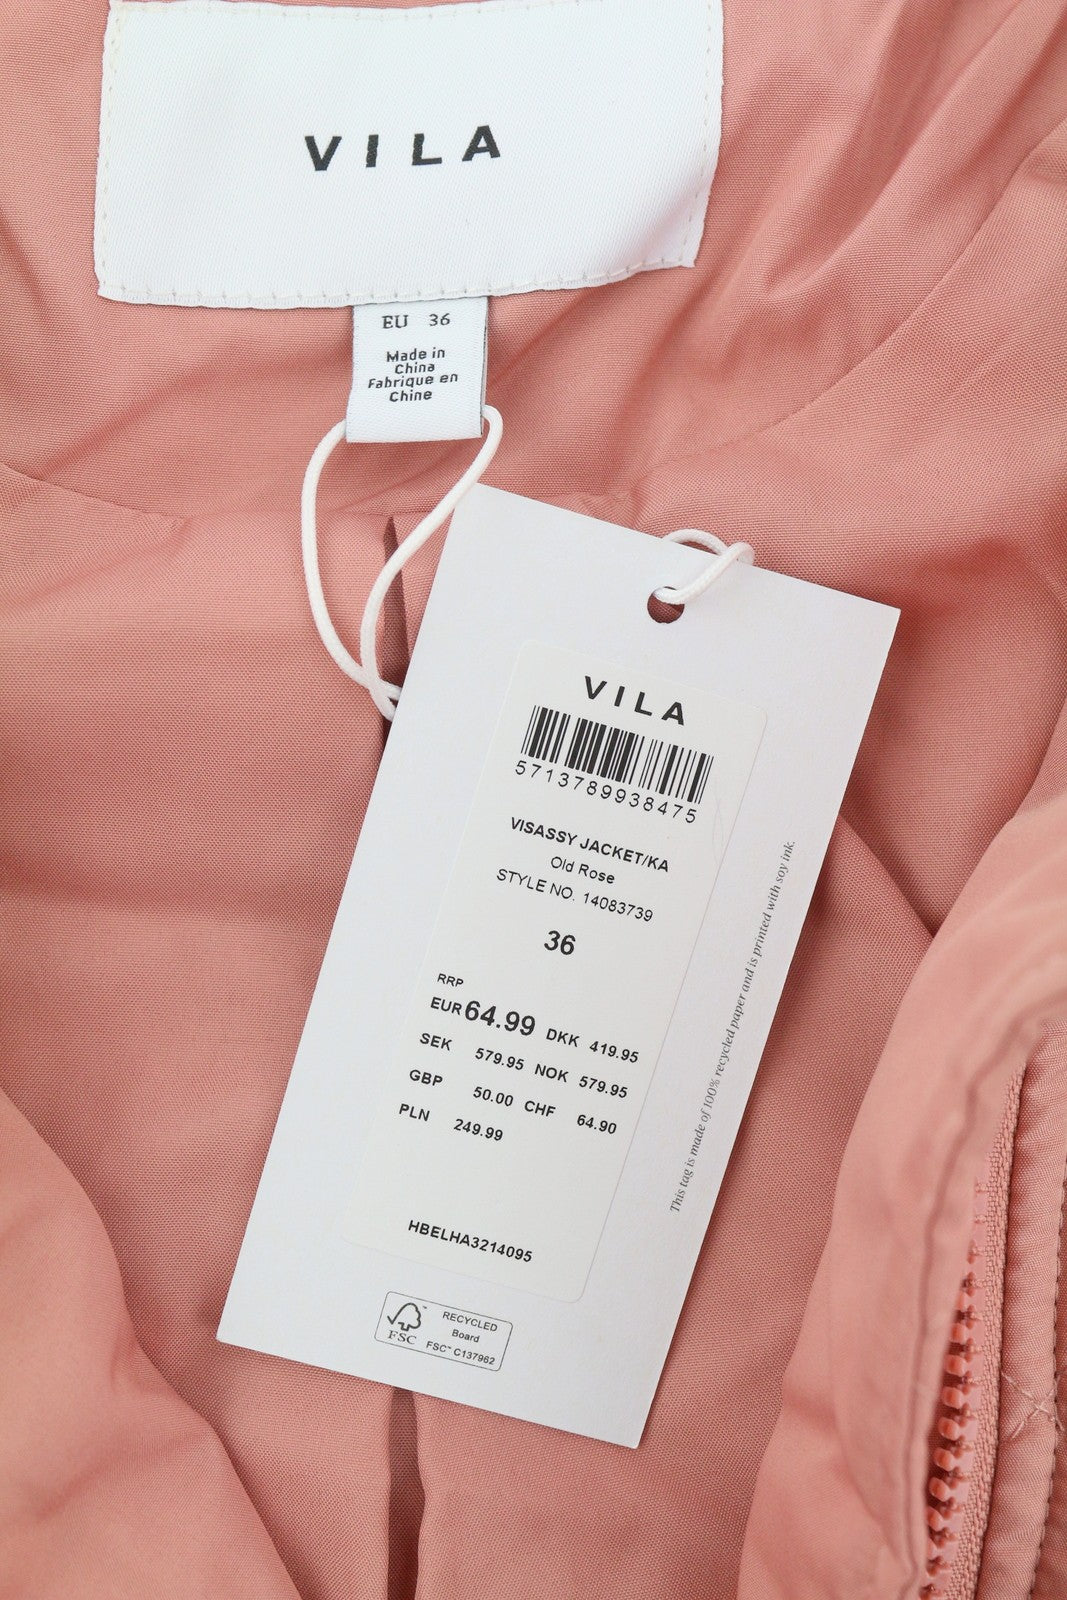 VILA
EU 36
Made in
China
Fabrique en
Chine
VILA
5713789938475
VISASSY JACKET/KA
Old Rose
STYLE NO. 14083739
36
RRP
EUR 64.99 DKK 419.95
SEK 579.95 NOK 579.95
GBP 50.00 CHF 64.90
PLN 249.99
HBELHA3214095
This tag is made of 100% recycled paper and is printed with soy ink.
FSC™
RECYCLED
Board
FSC™ C137962